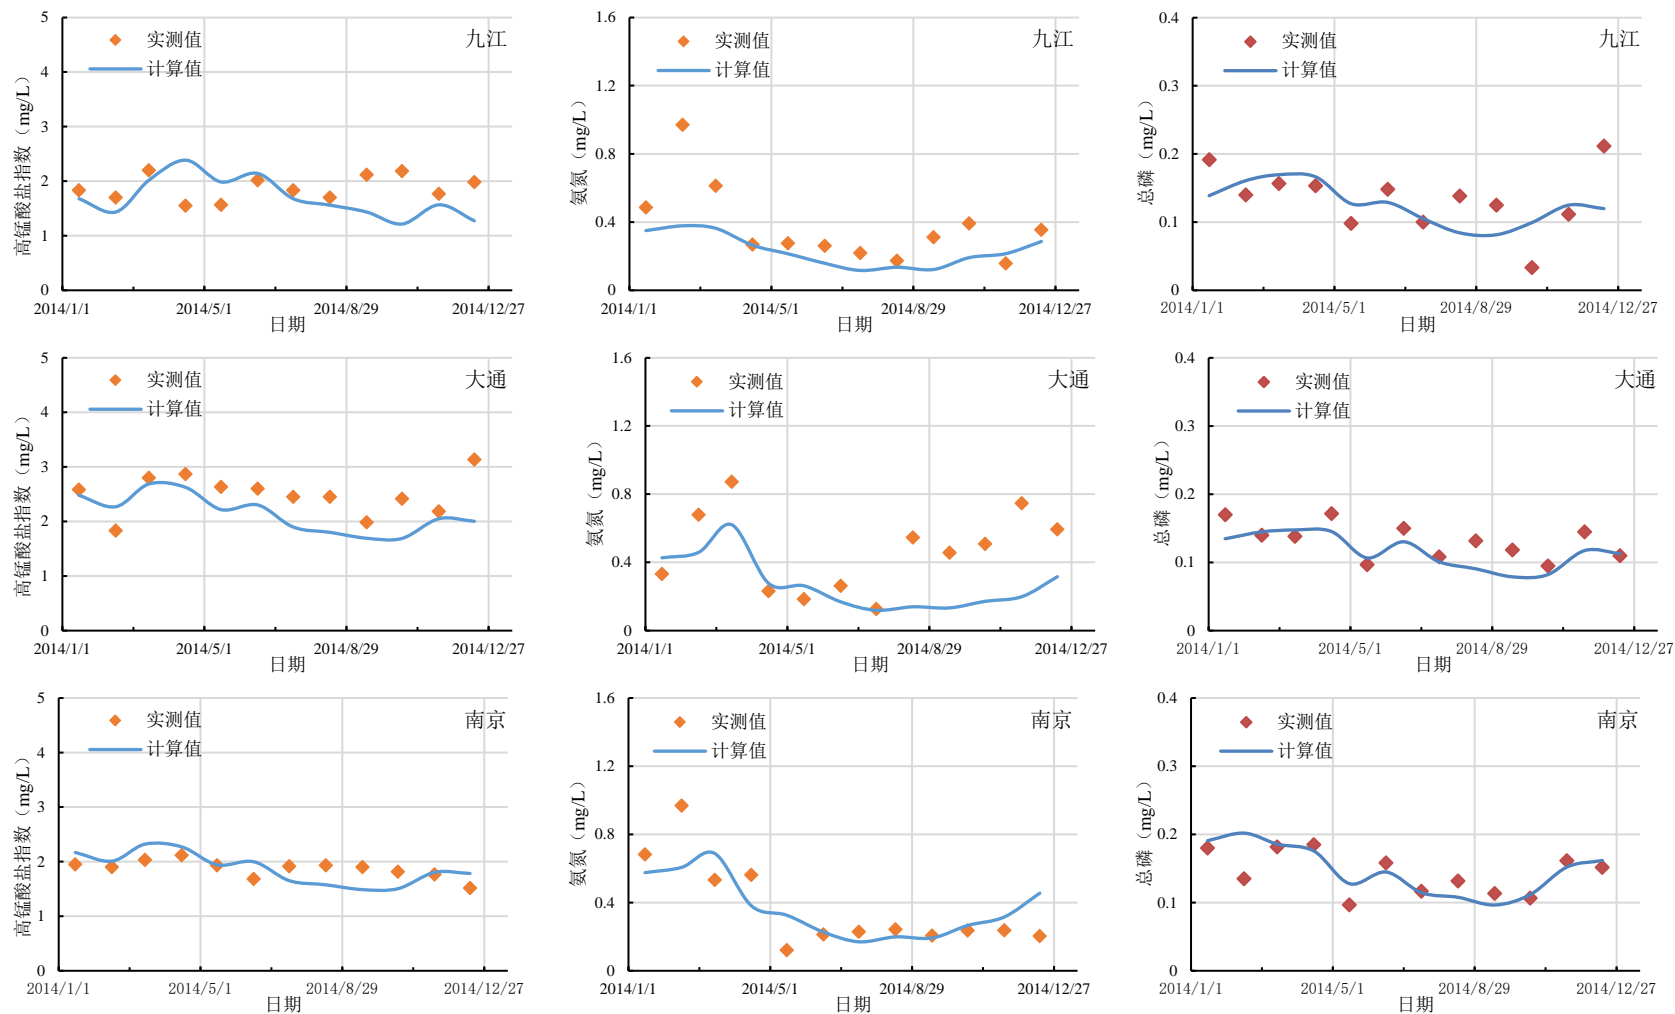 高锰酸盐指数（mg/L）
5
4
3
2
1
0
实测值
计算值
九江
2014/1/1
2014/5/1
2014/8/29
2014/12/27
日期
氨氮（mg/L）
1.6
1.2
0.8
0.4
0
实测值
计算值
九江
2014/1/1
2014/5/1
2014/8/29
2014/12/27
日期
总磷（mg/L）
0.4
0.3
0.2
0.1
0
实测值
计算值
九江
2014/1/1
2014/5/1
2014/8/29
2014/12/27
日期
高锰酸盐指数（mg/L）
5
4
3
2
1
0
实测值
计算值
大通
2014/1/1
2014/5/1
2014/8/29
2014/12/27
日期
氨氮（mg/L）
1.6
1.2
0.8
0.4
0
实测值
计算值
大通
2014/1/1
2014/5/1
2014/8/29
2014/12/27
日期
总磷（mg/L）
0.4
0.3
0.2
0.1
0
实测值
计算值
大通
2014/1/1
2014/5/1
2014/8/29
2014/12/27
日期
高锰酸盐指数（mg/L）
5
4
3
2
1
0
实测值
计算值
南京
2014/1/1
2014/5/1
2014/8/29
2014/12/27
日期
氨氮（mg/L）
1.6
1.2
0.8
0.4
0
实测值
计算值
南京
2014/1/1
2014/5/1
2014/8/29
2014/12/27
日期
总磷（mg/L）
0.4
0.3
0.2
0.1
0
实测值
计算值
南京
2014/1/1
2014/5/1
2014/8/29
2014/12/27
日期